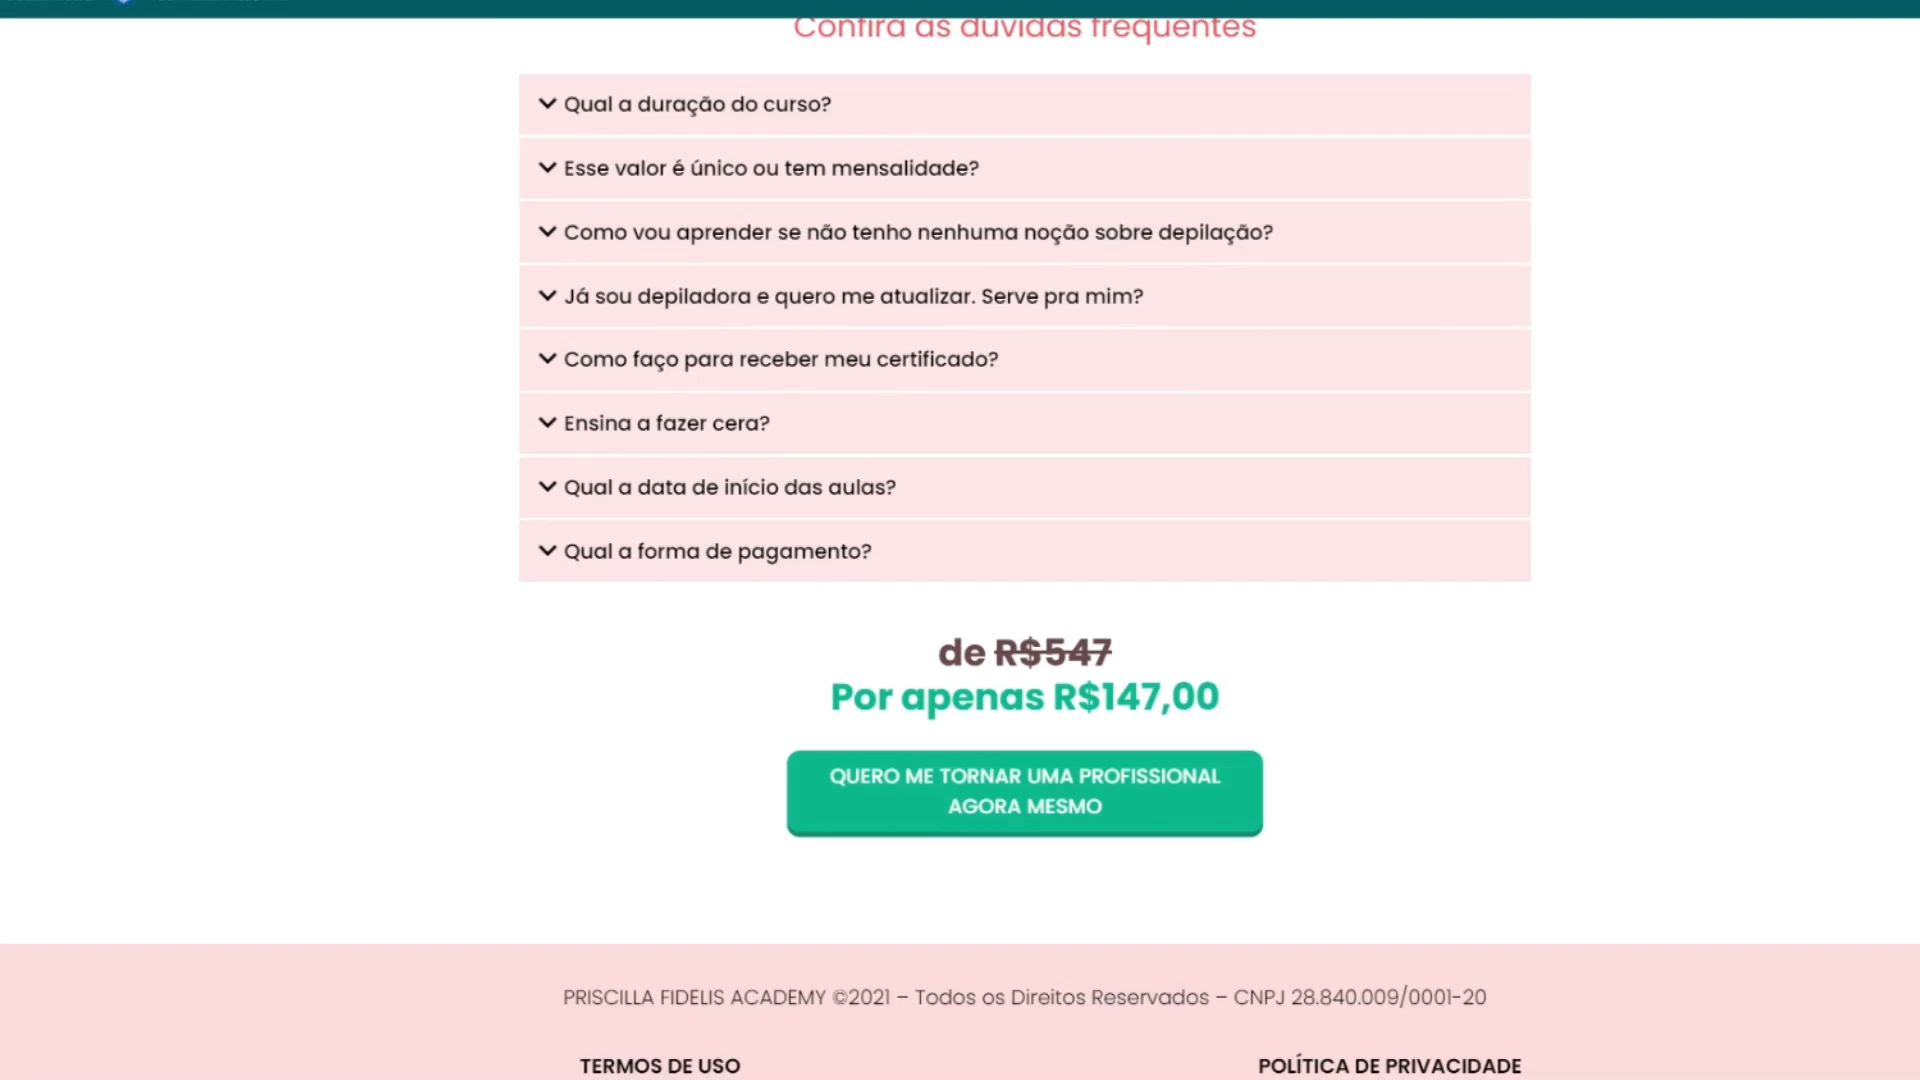 Confira as dúvidas frequentes
Qual a duração do curso?
Esse valor é único ou tem mensalidade?
Como vou aprender se não tenho nenhuma noção sobre depilação?
Já sou depiladora e quero me atualizar. Serve pra mim?
Como faço para receber meu certificado?
Ensina a fazer cera?
Qual a data de início das aulas?
Qual a forma de pagamento?
de R$547
Por apenas R$147,00
QUERO ME TORNAR UMA PROFISSIONAL
AGORA MESMO
PRISCILLA FIDELIS ACADEMY ©2021 – Todos os Direitos Reservados – CNPJ 28.840.009/0001-20
TERMOS DE USO
POLÍTICA DE PRIVACIDADE